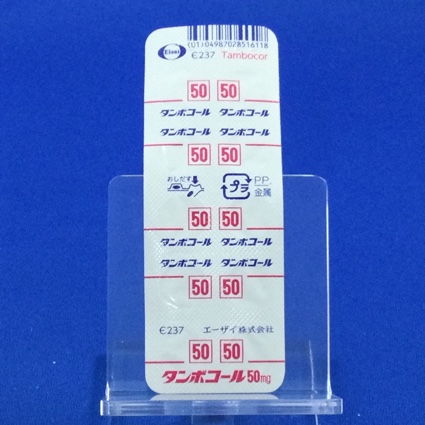 Eisai
(01)04987028516118
€237 Tambocor
50 50
タンボコール タンボコール
タンボコール タンボコール
50 50
おしだす
プラ
PP
金属
50 50
タンボコール タンボコール
タンボコール タンボコール
50 50
€237 エーザイ株式会社
50 50
タンボコール50mg